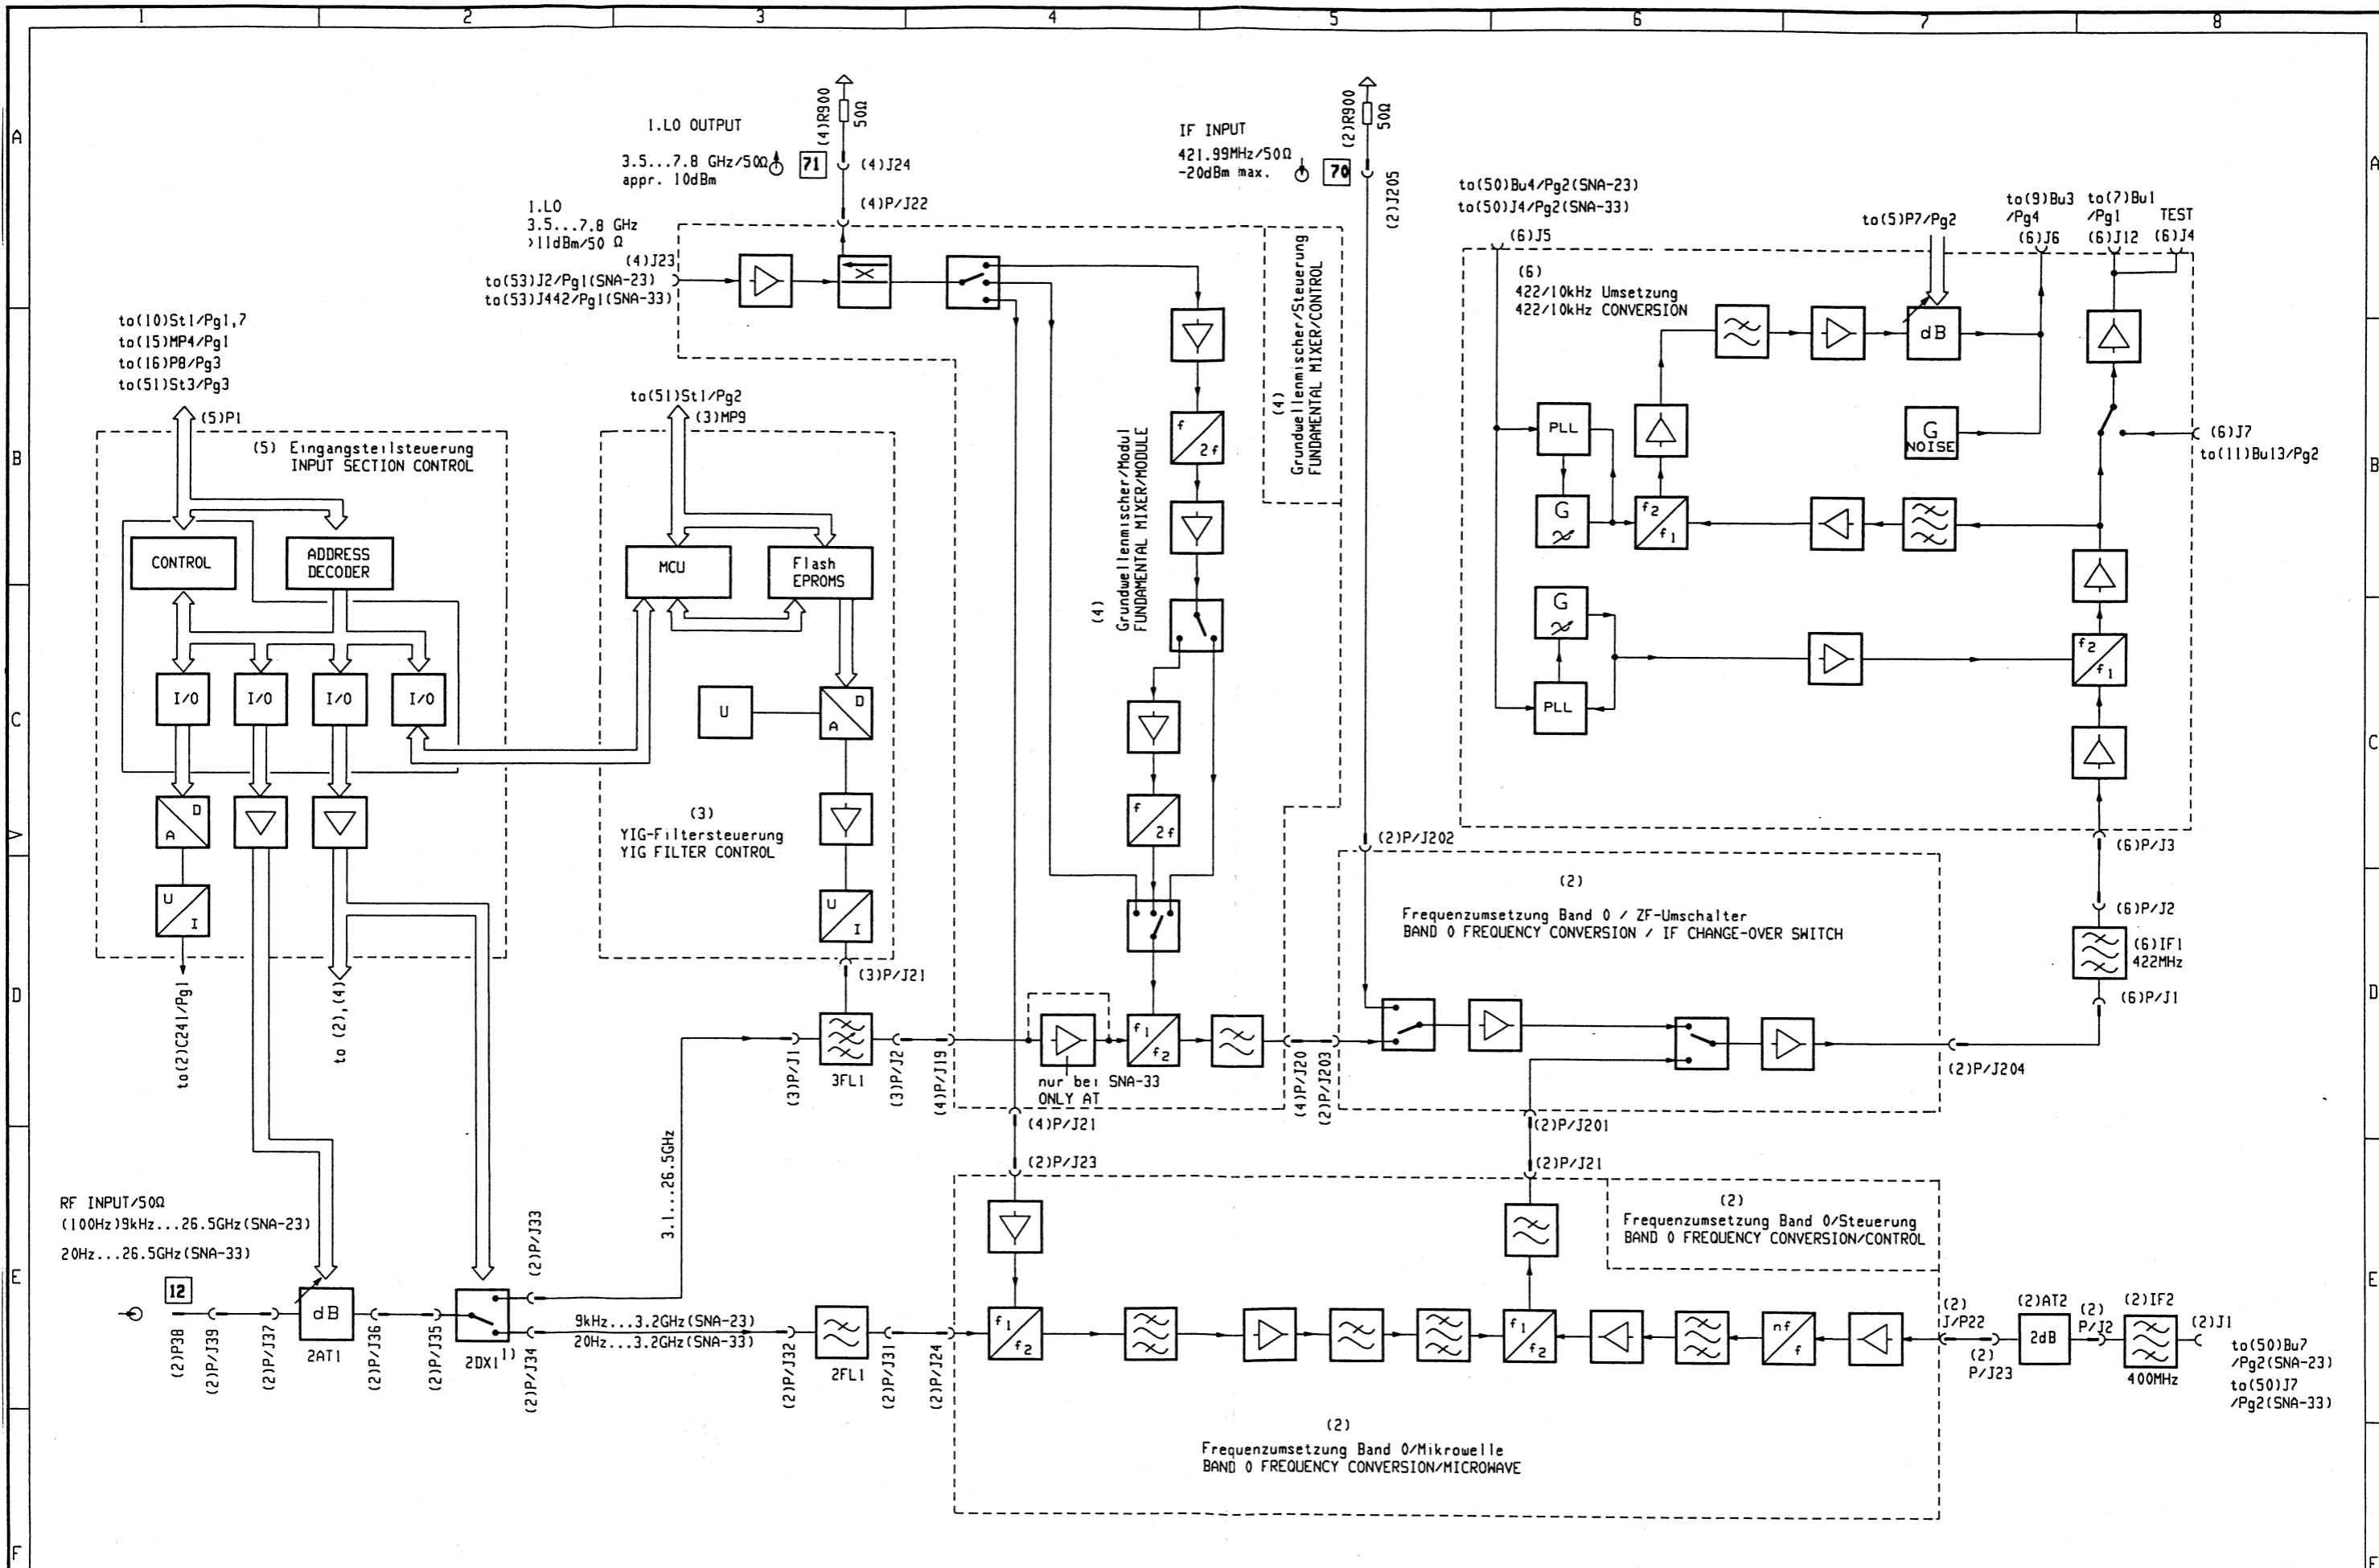 1 2 3 4 5 6 7 8
A
B
C
D
E
F
A
B
C
D
E
F
1.LO OUTPUT
3.5...7.8 GHz/50Ω
appr. 10dBm
71
(4)R900
50Ω
(4)J24
(4)P/J22
1.LO
3.5...7.8 GHz
>11dBm/50 Ω
(4)J23
to(53)J2/Pg1(SNA-23)
to(53)J442/Pg1(SNA-33)
IF INPUT
421.99MHz/50Ω
-20dBm max.
70
(2)R900
50Ω
(2)J205
(4)
Grundwellenmischer/Steuerung
FUNDAMENTAL MIXER/CONTROL
(4)
Grundwellenmischer/Modul
FUNDAMENTAL MIXER/MODULE
f
2f
f
2f
to(50)Bu4/Pg2(SNA-23)
to(50)J4/Pg2(SNA-33)
(6)J5
to(5)P7/Pg2
to(9)Bu3
/Pg4
(6)J6
to(7)Bu1
/Pg1
(6)J12
TEST
(6)J4
(6)
422/10kHz Umsetzung
422/10kHz CONVERSION
dB
PLL
G
NOISE
(6)J7
to(11)Bu13/Pg2
G
f2
f1
G
PLL
f2
f1
(6)P/J3
(6)P/J2
(6)IF1
422MHz
(6)P/J1
to(10)St1/Pg1,7
to(15)MP4/Pg1
to(16)P8/Pg3
to(51)St3/Pg3
(5)P1
(5) Eingangsteilsteuerung
INPUT SECTION CONTROL
CONTROL
ADDRESS
DECODER
I/O
I/O
I/O
I/O
D
A
U
I
to(2)C241/Pg1
to (2),(4)
to(51)St1/Pg2
(3)MP9
MCU
Flash
EPROMS
U
D
A
(3)
YIG-Filtersteuerung
YIG FILTER CONTROL
U
I
(3)P/J21
(3)P/J1
3FL1
(3)P/J2
(4)P/J19
nur bei SNA-33
ONLY AT
f1
f2
(4)P/J20
(2)P/J203
(4)P/J21
(2)P/J202
(2)
Frequenzumsetzung Band 0 / ZF-Umschalter
BAND 0 FREQUENCY CONVERSION / IF CHANGE-OVER SWITCH
(2)P/J204
(2)P/J201
(2)P/J23
(2)P/J21
(2)
Frequenzumsetzung Band 0/Steuerung
BAND 0 FREQUENCY CONVERSION/CONTROL
RF INPUT/50Ω
(100Hz)9kHz...26.5GHz(SNA-23)
20Hz...26.5GHz(SNA-33)
12
(2)P38
(2)P/J39
(2)P/J37
dB
2AT1
(2)P/J36
(2)P/J35
2DX1 1)
(2)P/J33
(2)P/J34
3.1...26.5GHz
9kHz...3.2GHz(SNA-23)
20Hz...3.2GHz(SNA-33)
(2)P/J32
2FL1
(2)P/J31
(2)P/J24
f1
f2
f1
f2
nf
f
(2)
J/P22
(2)
P/J23
(2)AT2
2dB
(2)
P/J2
(2)IF2
400MHz
(2)J1
to(50)Bu7
/Pg2(SNA-23)
to(50)J7
/Pg2(SNA-33)
(2)
Frequenzumsetzung Band 0/Mikrowelle
BAND 0 FREQUENCY CONVERSION/MICROWAVE